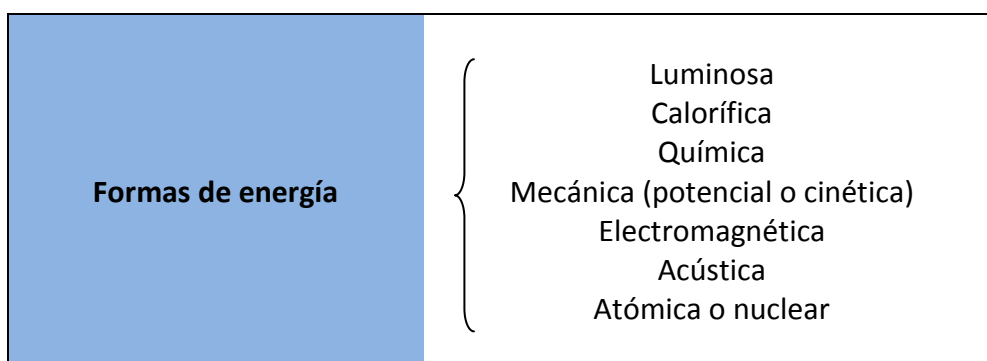 Formas de energía
Luminosa
Calorífica
Química
Mecánica (potencial o cinética)
Electromagnética
Acústica
Atómica o nuclear